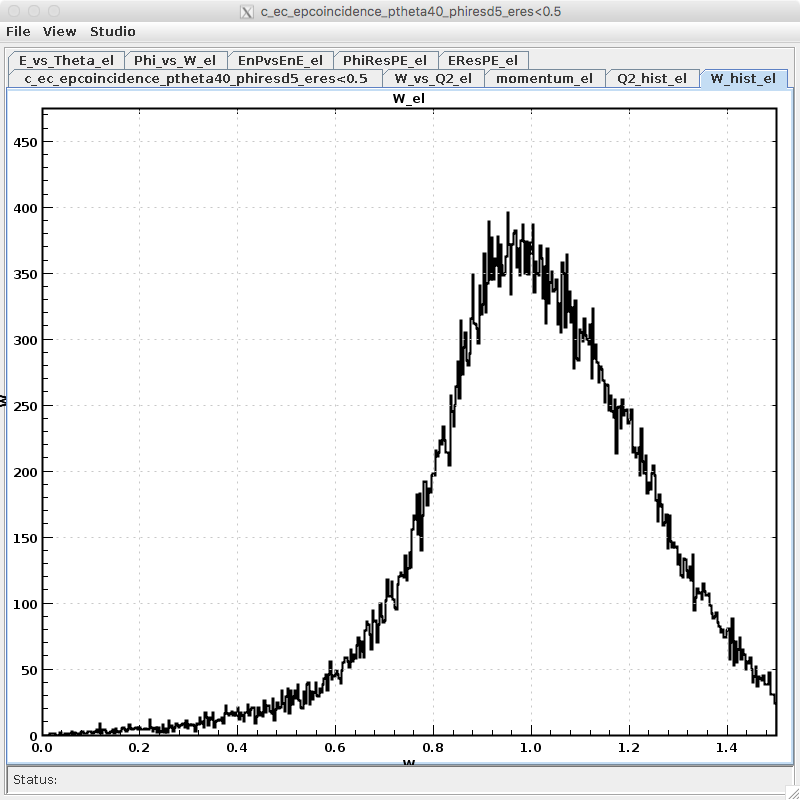 c_ec_epcoincidence_ptheta40_phiresd5_eres<0.5
File View Studio
E_vs_Theta_el Phi_vs_W_el EnPvsEnE_el PhiResPE_el EResPE_el
c_ec_epcoincidence_ptheta40_phiresd5_eres<0.5 W_vs_Q2_el momentum_el Q2_hist_el W_hist_el
W_el
450
400
350
300
250
W
200
150
100
50
0
0.0 0.2 0.4 0.6 0.8 1.0 1.2 1.4
W
Status: